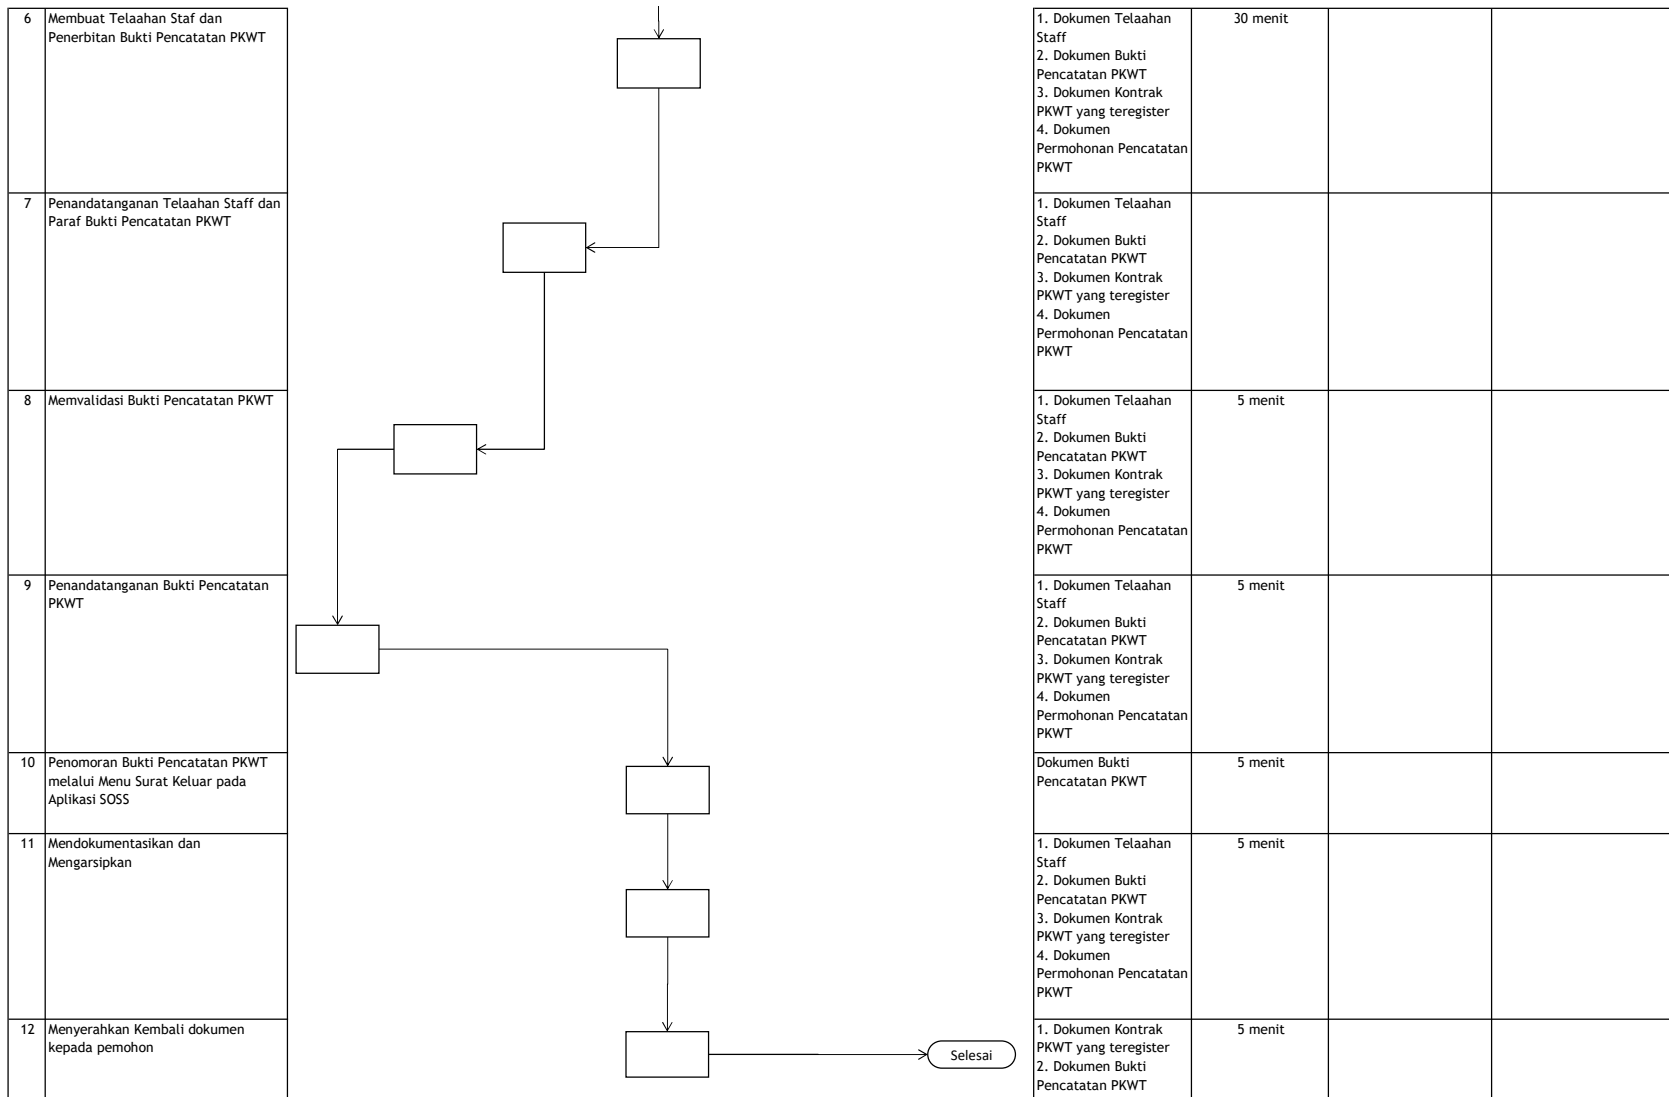 6
Membuat Telaahan Staf dan
Penerbitan Bukti Pencatatan PKWT
1. Dokumen Telaahan
Staff
2. Dokumen Bukti
Pencatatan PKWT
3. Dokumen Kontrak
PKWT yang teregister
4. Dokumen
Permohonan Pencatatan
PKWT
30 menit
7
Penandatanganan Telaahan Staff dan
Paraf Bukti Pencatatan PKWT
1. Dokumen Telaahan
Staff
2. Dokumen Bukti
Pencatatan PKWT
3. Dokumen Kontrak
PKWT yang teregister
4. Dokumen
Permohonan Pencatatan
PKWT
8
Memvalidasi Bukti Pencatatan PKWT
1. Dokumen Telaahan
Staff
2. Dokumen Bukti
Pencatatan PKWT
3. Dokumen Kontrak
PKWT yang teregister
4. Dokumen
Permohonan Pencatatan
PKWT
5 menit
9
Penandatanganan Bukti Pencatatan
PKWT
1. Dokumen Telaahan
Staff
2. Dokumen Bukti
Pencatatan PKWT
3. Dokumen Kontrak
PKWT yang teregister
4. Dokumen
Permohonan Pencatatan
PKWT
5 menit
10
Penomoran Bukti Pencatatan PKWT
melalui Menu Surat Keluar pada
Aplikasi SOSS
Dokumen Bukti
Pencatatan PKWT
5 menit
11
Mendokumentasikan dan
Mengarsipkan
1. Dokumen Telaahan
Staff
2. Dokumen Bukti
Pencatatan PKWT
3. Dokumen Kontrak
PKWT yang teregister
4. Dokumen
Permohonan Pencatatan
PKWT
5 menit
12
Menyerahkan Kembali dokumen
kepada pemohon
Selesai
1. Dokumen Kontrak
PKWT yang teregister
2. Dokumen Bukti
Pencatatan PKWT
5 menit